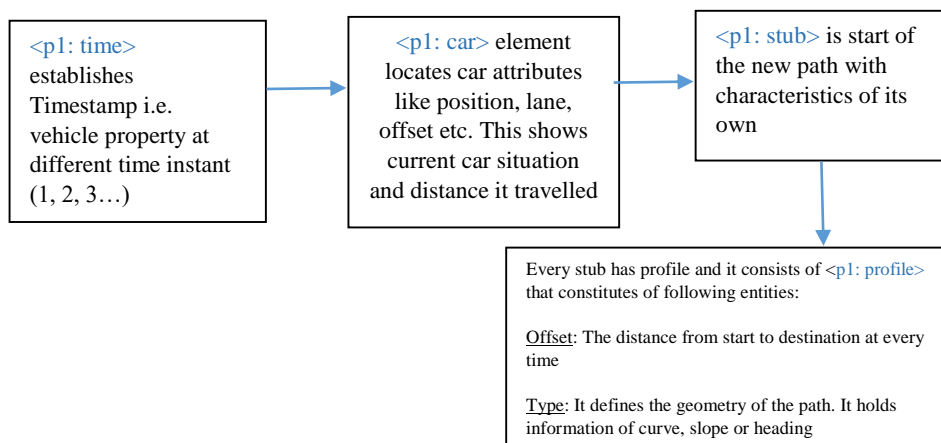 <p1: time>
establishes
Timestamp i.e.
vehicle property at
different time instant
(1, 2, 3…)
<p1: car> element
locates car attributes
like position, lane,
offset etc. This shows
current car situation
and distance it travelled
<p1: stub> is start of
the new path with
characteristics of its
own
Every stub has profile and it consists of <p1: profile>
that constitutes of following entities:
Offset: The distance from start to destination at every
time
Type: It defines the geometry of the path. It holds
information of curve, slope or heading